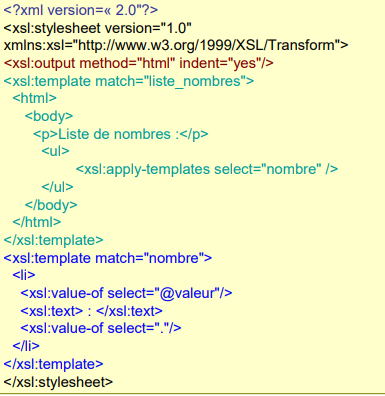 <?xml version=« 2.0"?>
<xsl:stylesheet version="1.0"
xmlns:xsl="http://www.w3.org/1999/XSL/Transform">
<xsl:output method="html" indent="yes"/>
<xsl:template match="liste_nombres">
<html>
<body>
<p>Liste de nombres :</p>
<ul>
<xsl:apply-templates select="nombre" />
</ul>
</body>
</html>
</xsl:template>
<xsl:template match="nombre">
<li>
<xsl:value-of select="@valeur"/>
<xsl:text> : </xsl:text>
<xsl:value-of select="."/>
</li>
</xsl:template>
</xsl:stylesheet>